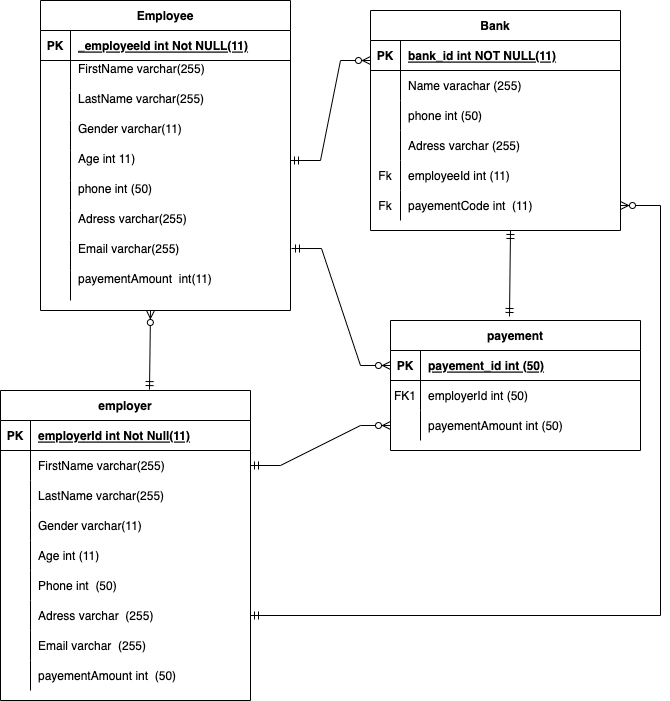 Employee
PK _employeeId int Not NULL(11)
FirstName varchar(255)
LastName varchar(255)
Gender varchar(11)
Age int 11)
phone int (50)
Adress varchar(255)
Email varchar(255)
payementAmount int(11)
Bank
PK bank_id int NOT NULL(11)
Name varachar (255)
phone int (50)
Adress varchar (255)
Fk employeeId int (11)
Fk payementCode int (11)
payement
PK payement_id int (50)
FK1 employerId int (50)
payementAmount int (50)
employer
PK employerId int Not Null(11)
FirstName varchar(255)
LastName varchar(255)
Gender varchar(11)
Age int (11)
Phone int (50)
Adress varchar (255)
Email varchar (255)
payementAmount int (50)